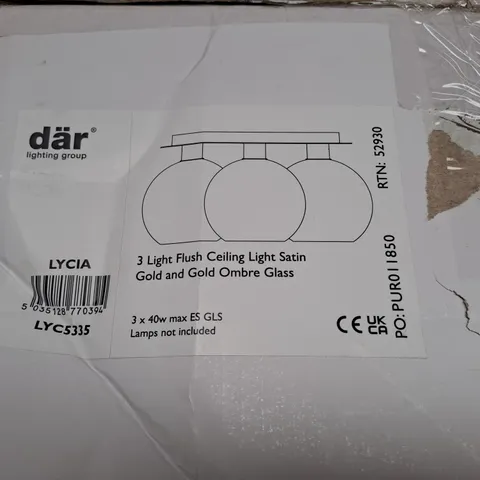 där®
lighting group
LYCIA
5 035128 770394
LYC5335
3 Light Flush Ceiling Light Satin
Gold and Gold Ombre Glass
3 x 40w max ES GLS
Lamps not included
CE UK CA
RTN: 52930
PO: PUR011850